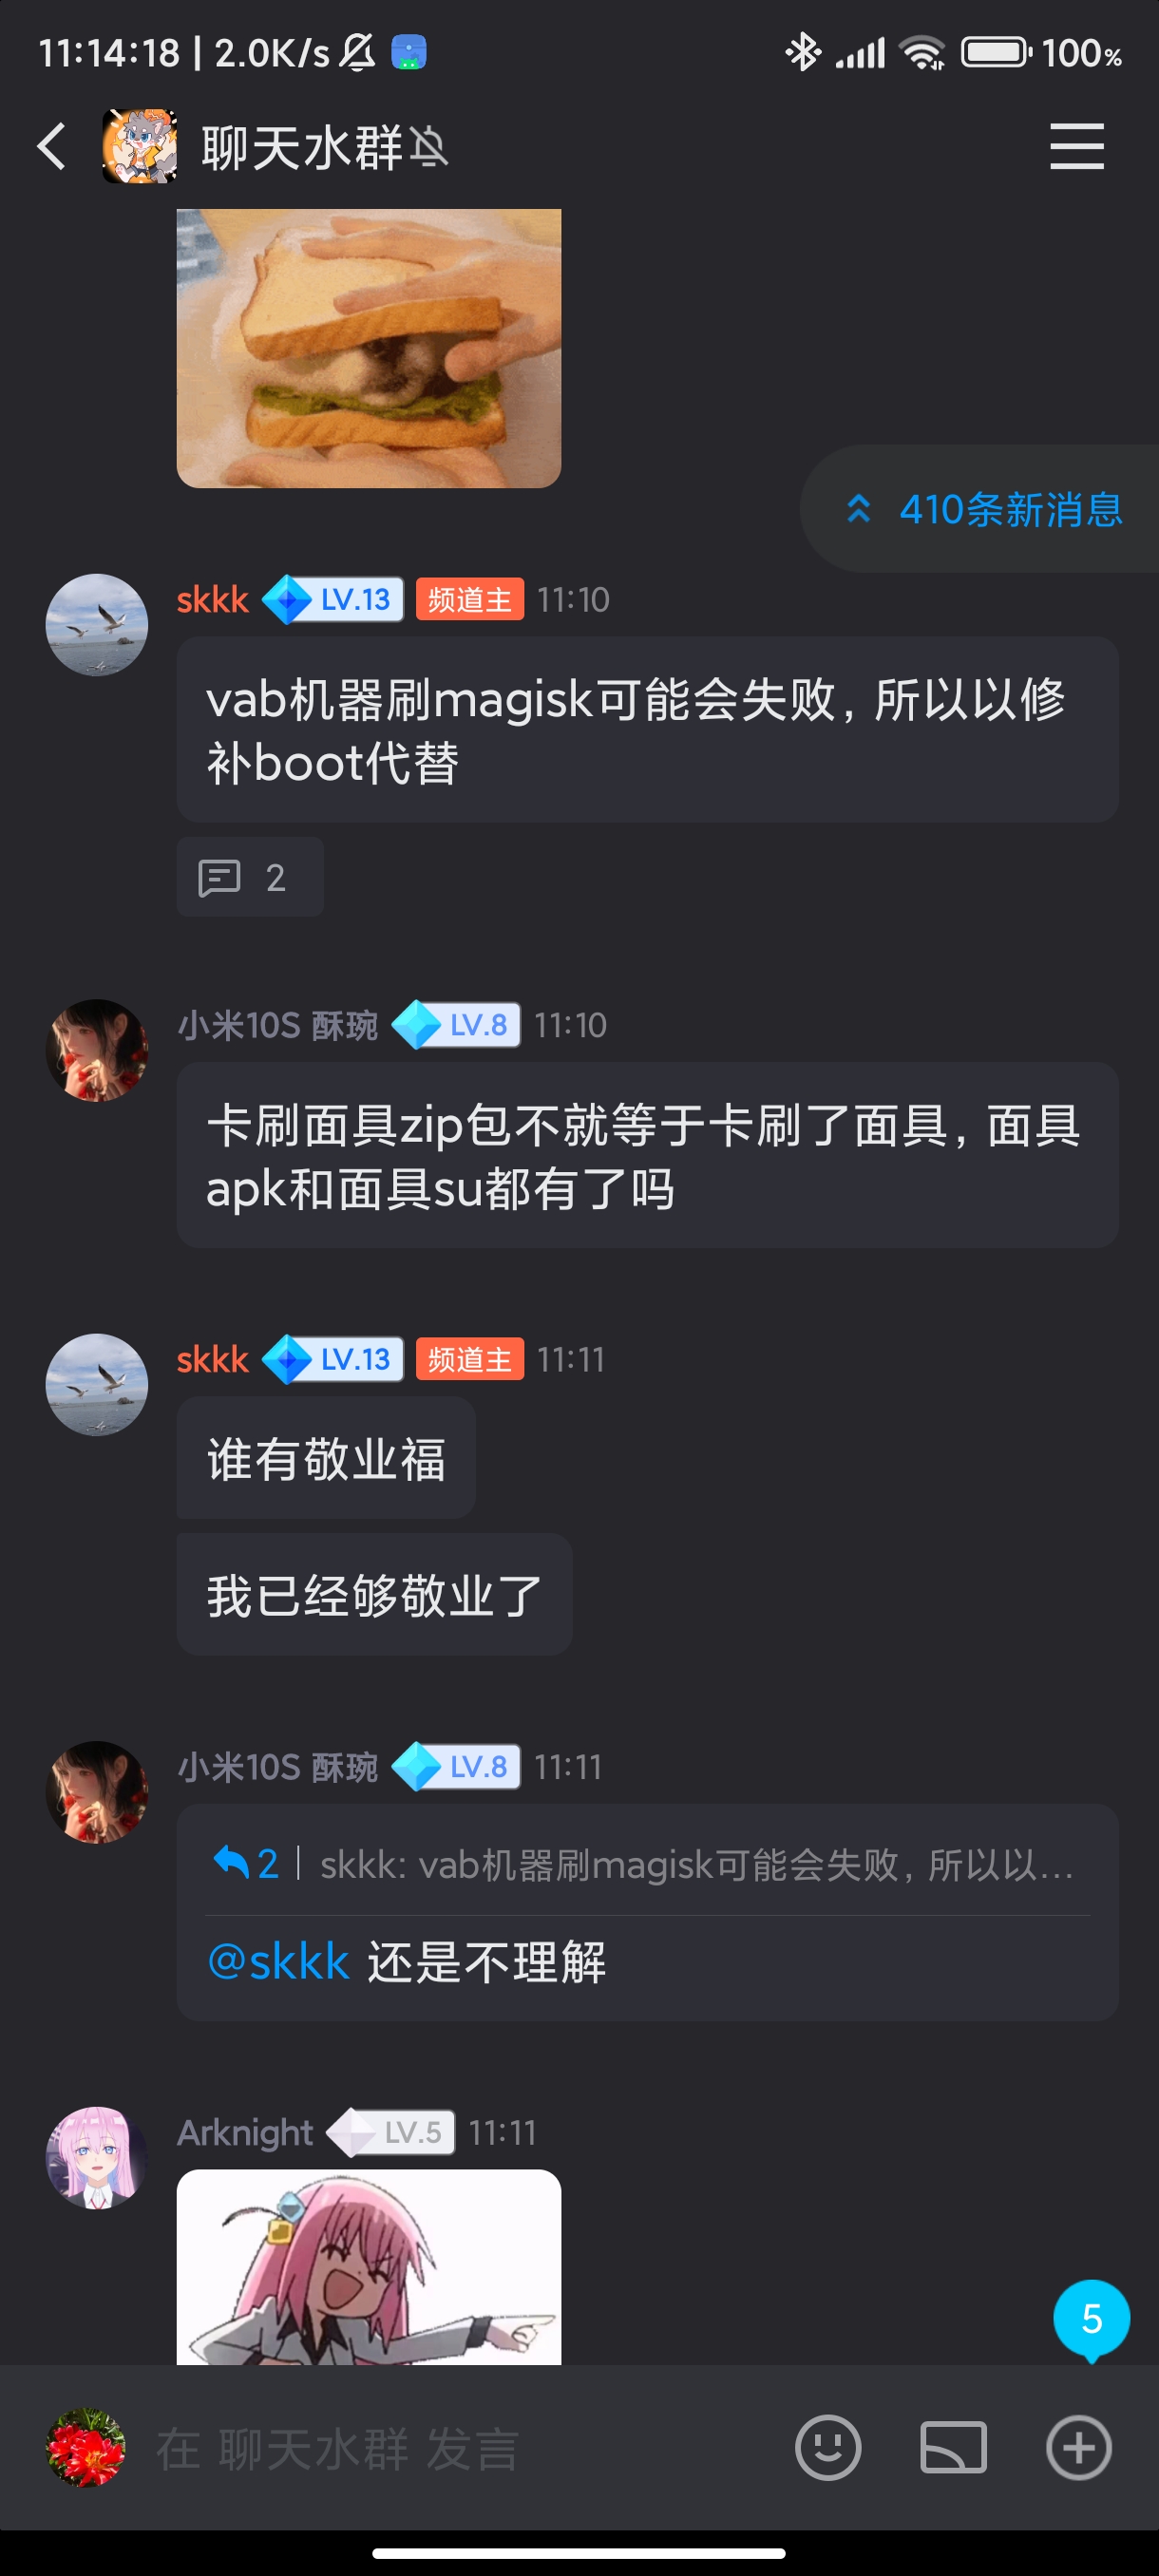 11:14:18 | 2.0K/s
100%
聊天水群
410条新消息
skkk LV.13 频道主 11:10
vab机器刷magisk可能会失败，所以以修
补boot代替
2
小米10S 酥琬 LV.8 11:10
卡刷面具zip包不就等于卡刷了面具，面具
apk和面具su都有了吗
skkk LV.13 频道主 11:11
谁有敬业福
我已经够敬业了
小米10S 酥琬 LV.8 11:11
2 | skkk: vab机器刷magisk可能会失败，所以以...
@skkk 还是不理解
Arknight LV.5 11:11
5
在 聊天水群 发言